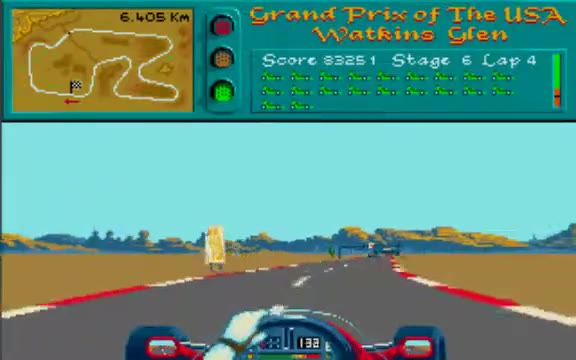 6.405 Km
Grand Prix of The USA
Watkins Glen
Score 83251 Stage 6 Lap 4
132